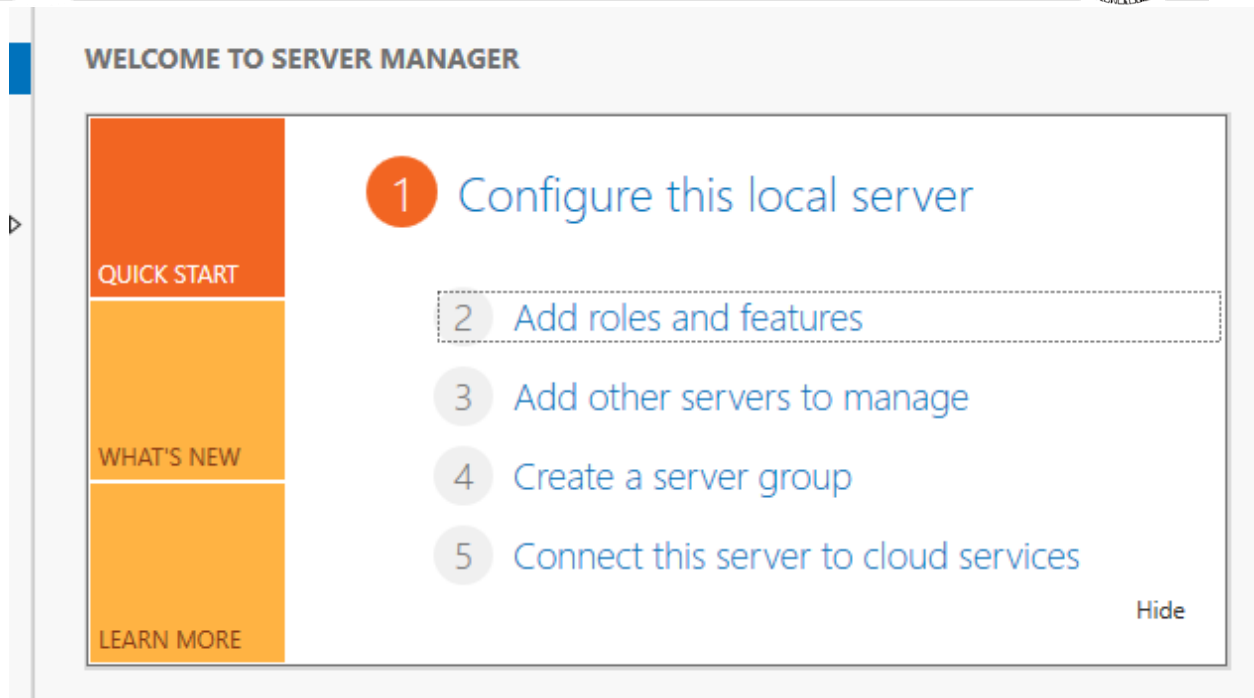 WELCOME TO SERVER MANAGER
1 Configure this local server
QUICK START
2 Add roles and features
3 Add other servers to manage
WHAT'S NEW
4 Create a server group
5 Connect this server to cloud services
Hide
LEARN MORE